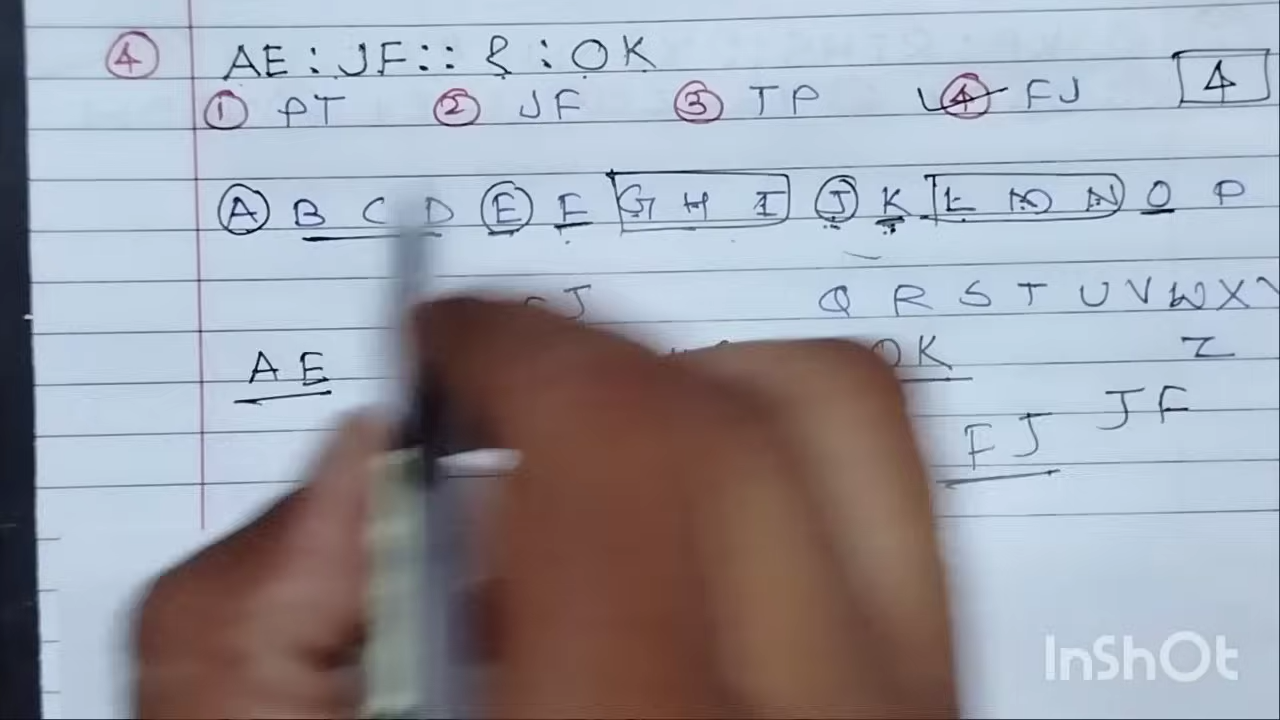 ④ AE : JF : : ? : OK
① PT ② JF ③ TP ④ FJ 4
A B C D E F G H I J K L M N O P
J Q R S T U V W X Y
AE OK Z
FJ JF
InShOt